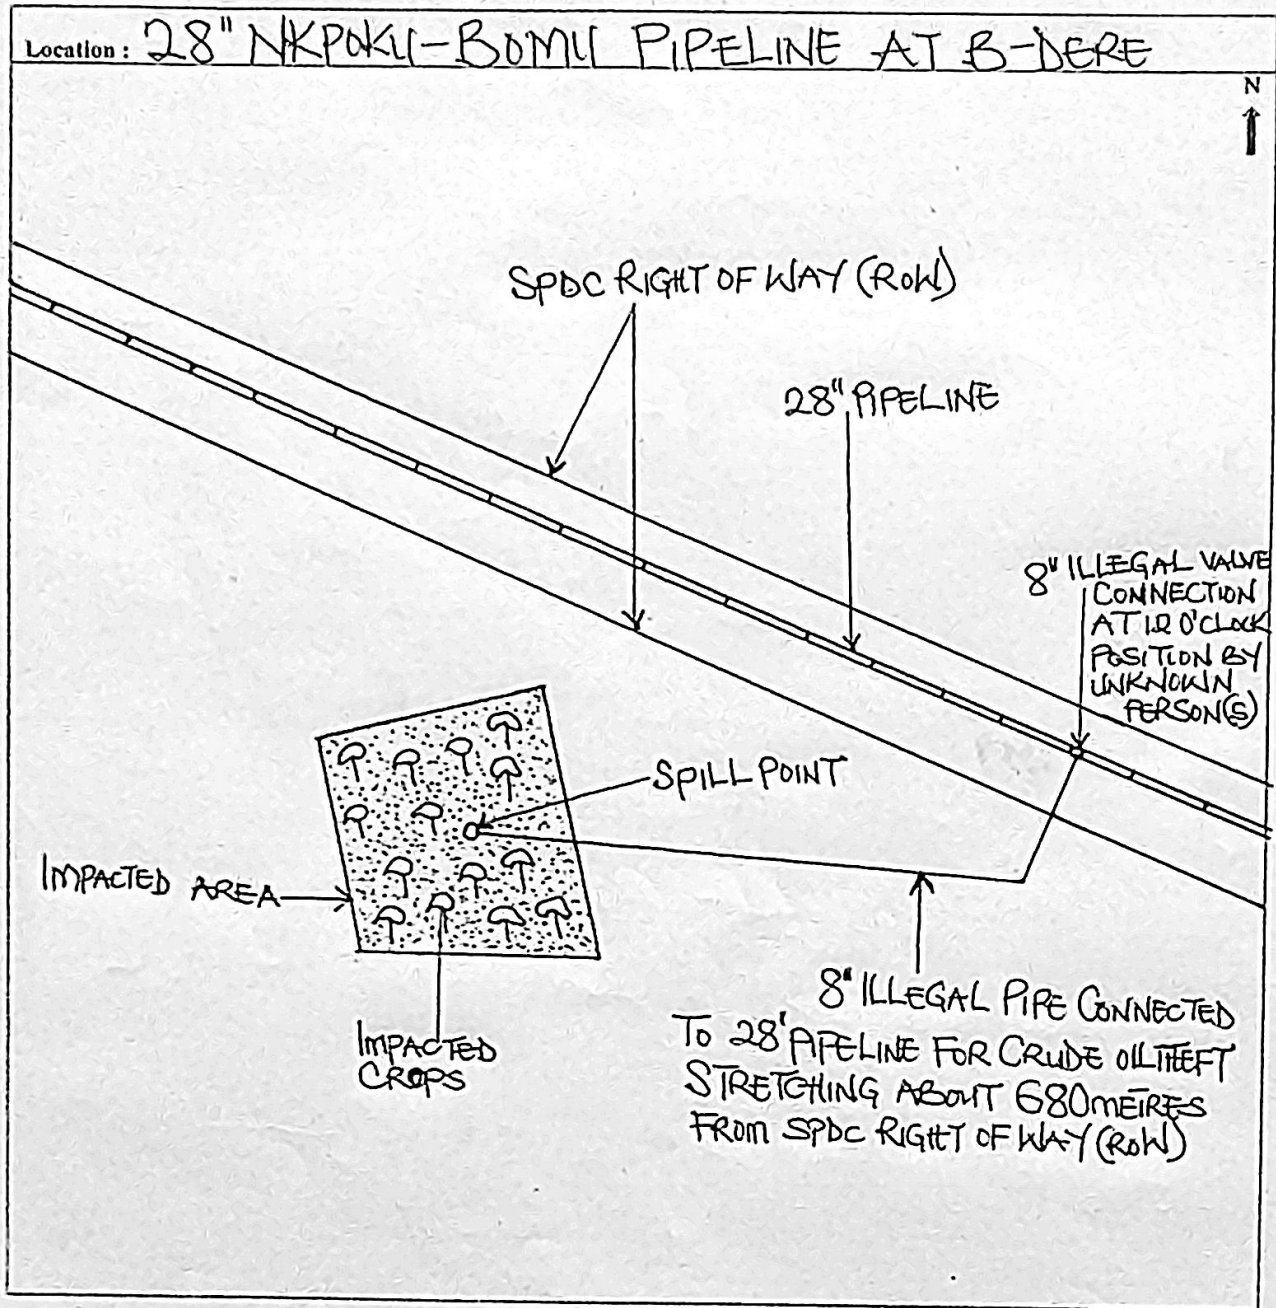 Location : 28" NKPOKU-BOMU PIPELINE AT B-DERE
N
SPDC RIGHT OF WAY (ROW)
28" PIPELINE
8" ILLEGAL VALVE
CONNECTION
AT 12 O'CLOCK
POSITION BY
UNKNOWN
PERSON(S)
SPILL POINT
IMPACTED AREA
8" ILLEGAL PIPE CONNECTED
TO 28" PIPELINE FOR CRUDE OIL THEFT
STRETCHING ABOUT 680 METRES
FROM SPDC RIGHT OF WAY (ROW)
IMPACTED
CROPS